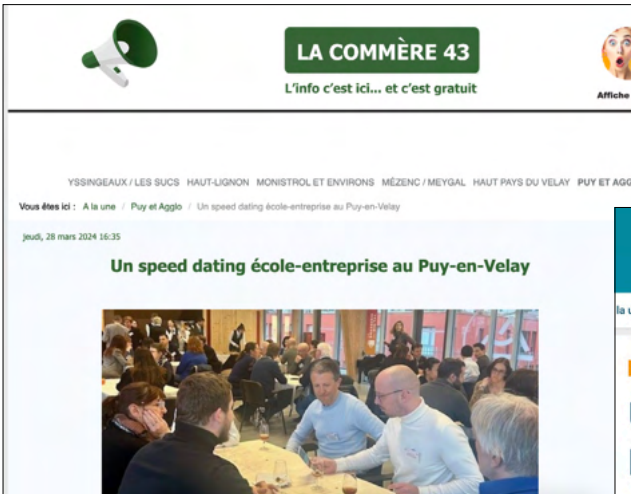 LA COMMÈRE 43
L'info c'est ici... et c'est gratuit
Affiche
YSSINGEAUX / LES SUCS HAUT-LIGNON MONISTROL ET ENVIRONS MÉZENC / MEYGAL HAUT PAYS DU VELAY PUY ET AGG
Vous êtes ici : A la une / Puy et Agglo / Un speed dating école-entreprise au Puy-en-Velay
jeudi, 28 mars 2024 16:35
Un speed dating école-entreprise au Puy-en-Velay
la u